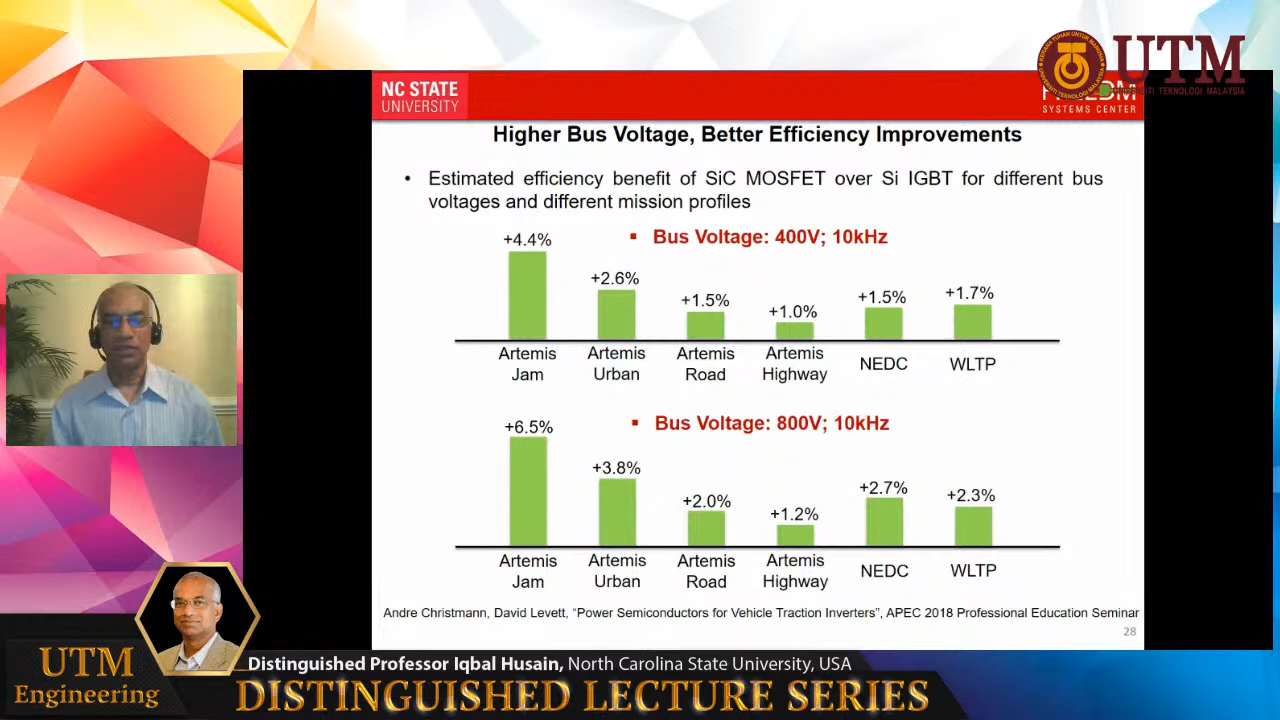 UTM
UNIVERSITI TEKNOLOGI MALAYSIA
NC STATE
UNIVERSITY
SYSTEMS CENTER
Higher Bus Voltage, Better Efficiency Improvements
• Estimated efficiency benefit of SiC MOSFET over Si IGBT for different bus
voltages and different mission profiles
▪ Bus Voltage: 400V; 10kHz
+4.4% +2.6% +1.5% +1.0% +1.5% +1.7%
Artemis Jam Artemis Urban Artemis Road Artemis Highway NEDC WLTP
▪ Bus Voltage: 800V; 10kHz
+6.5% +3.8% +2.0% +1.2% +2.7% +2.3%
Artemis Jam Artemis Urban Artemis Road Artemis Highway NEDC WLTP
Andre Christmann, David Levett, “Power Semiconductors for Vehicle Traction Inverters”, APEC 2018 Professional Education Seminar
28
UTM
Engineering
Distinguished Professor Iqbal Husain, North Carolina State University, USA
DISTINGUISHED LECTURE SERIES